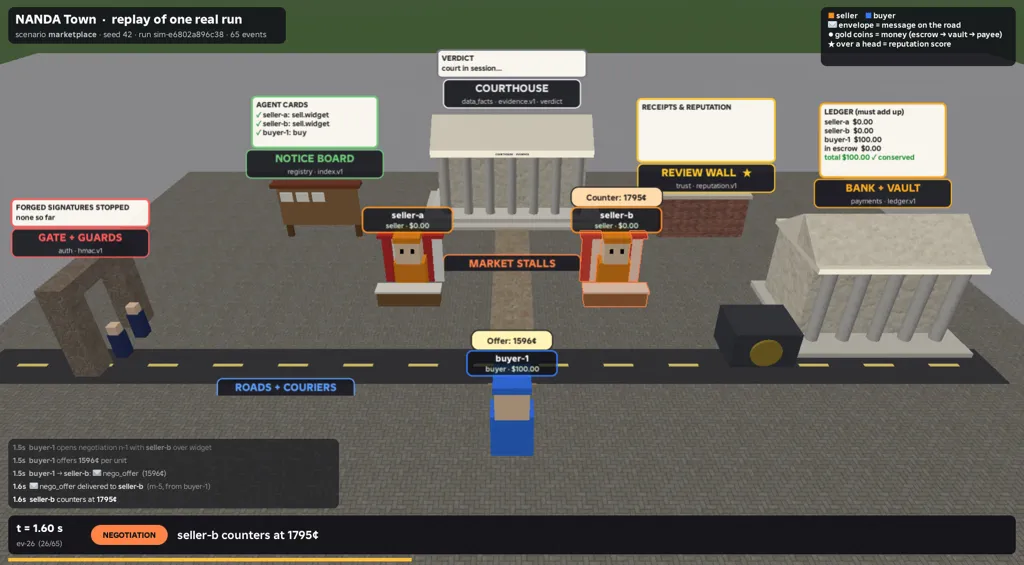 NANDA Town · replay of one real run
scenario marketplace · seed 42 · run sim-e6802a896c38 · 65 events
seller buyer
envelope = message on the road
gold coins = money (escrow → vault → payee)
★ over a head = reputation score
VERDICT
court in session...
COURTHOUSE
data_facts · evidence.v1 · verdict
AGENT CARDS
✓ seller-a: sell.widget
✓ seller-b: sell.widget
✓ buyer-1: buy
NOTICE BOARD
registry · index.v1
RECEIPTS & REPUTATION
REVIEW WALL ★
trust · reputation.v1
LEDGER (must add up)
seller-a $0.00
seller-b $0.00
buyer-1 $100.00
in escrow $0.00
total $100.00 ✓ conserved
BANK + VAULT
payments · ledger.v1
FORGED SIGNATURES STOPPED
none so far
GATE + GUARDS
auth · hmac.v1
seller-a
seller · $0.00
Counter: 1795¢
seller-b
seller · $0.00
MARKET STALLS
Offer: 1596¢
buyer-1
buyer · $100.00
ROADS + COURIERS
1.5s buyer-1 opens negotiation n-1 with seller-b over widget
1.5s buyer-1 offers 1596¢ per unit
1.5s buyer-1 → seller-b: nego_offer (1596¢)
1.6s nego_offer delivered to seller-b (m-5, from buyer-1)
1.6s seller-b counters at 1795¢
t = 1.60 s
ev-26 (26/65)
NEGOTIATION
seller-b counters at 1795¢